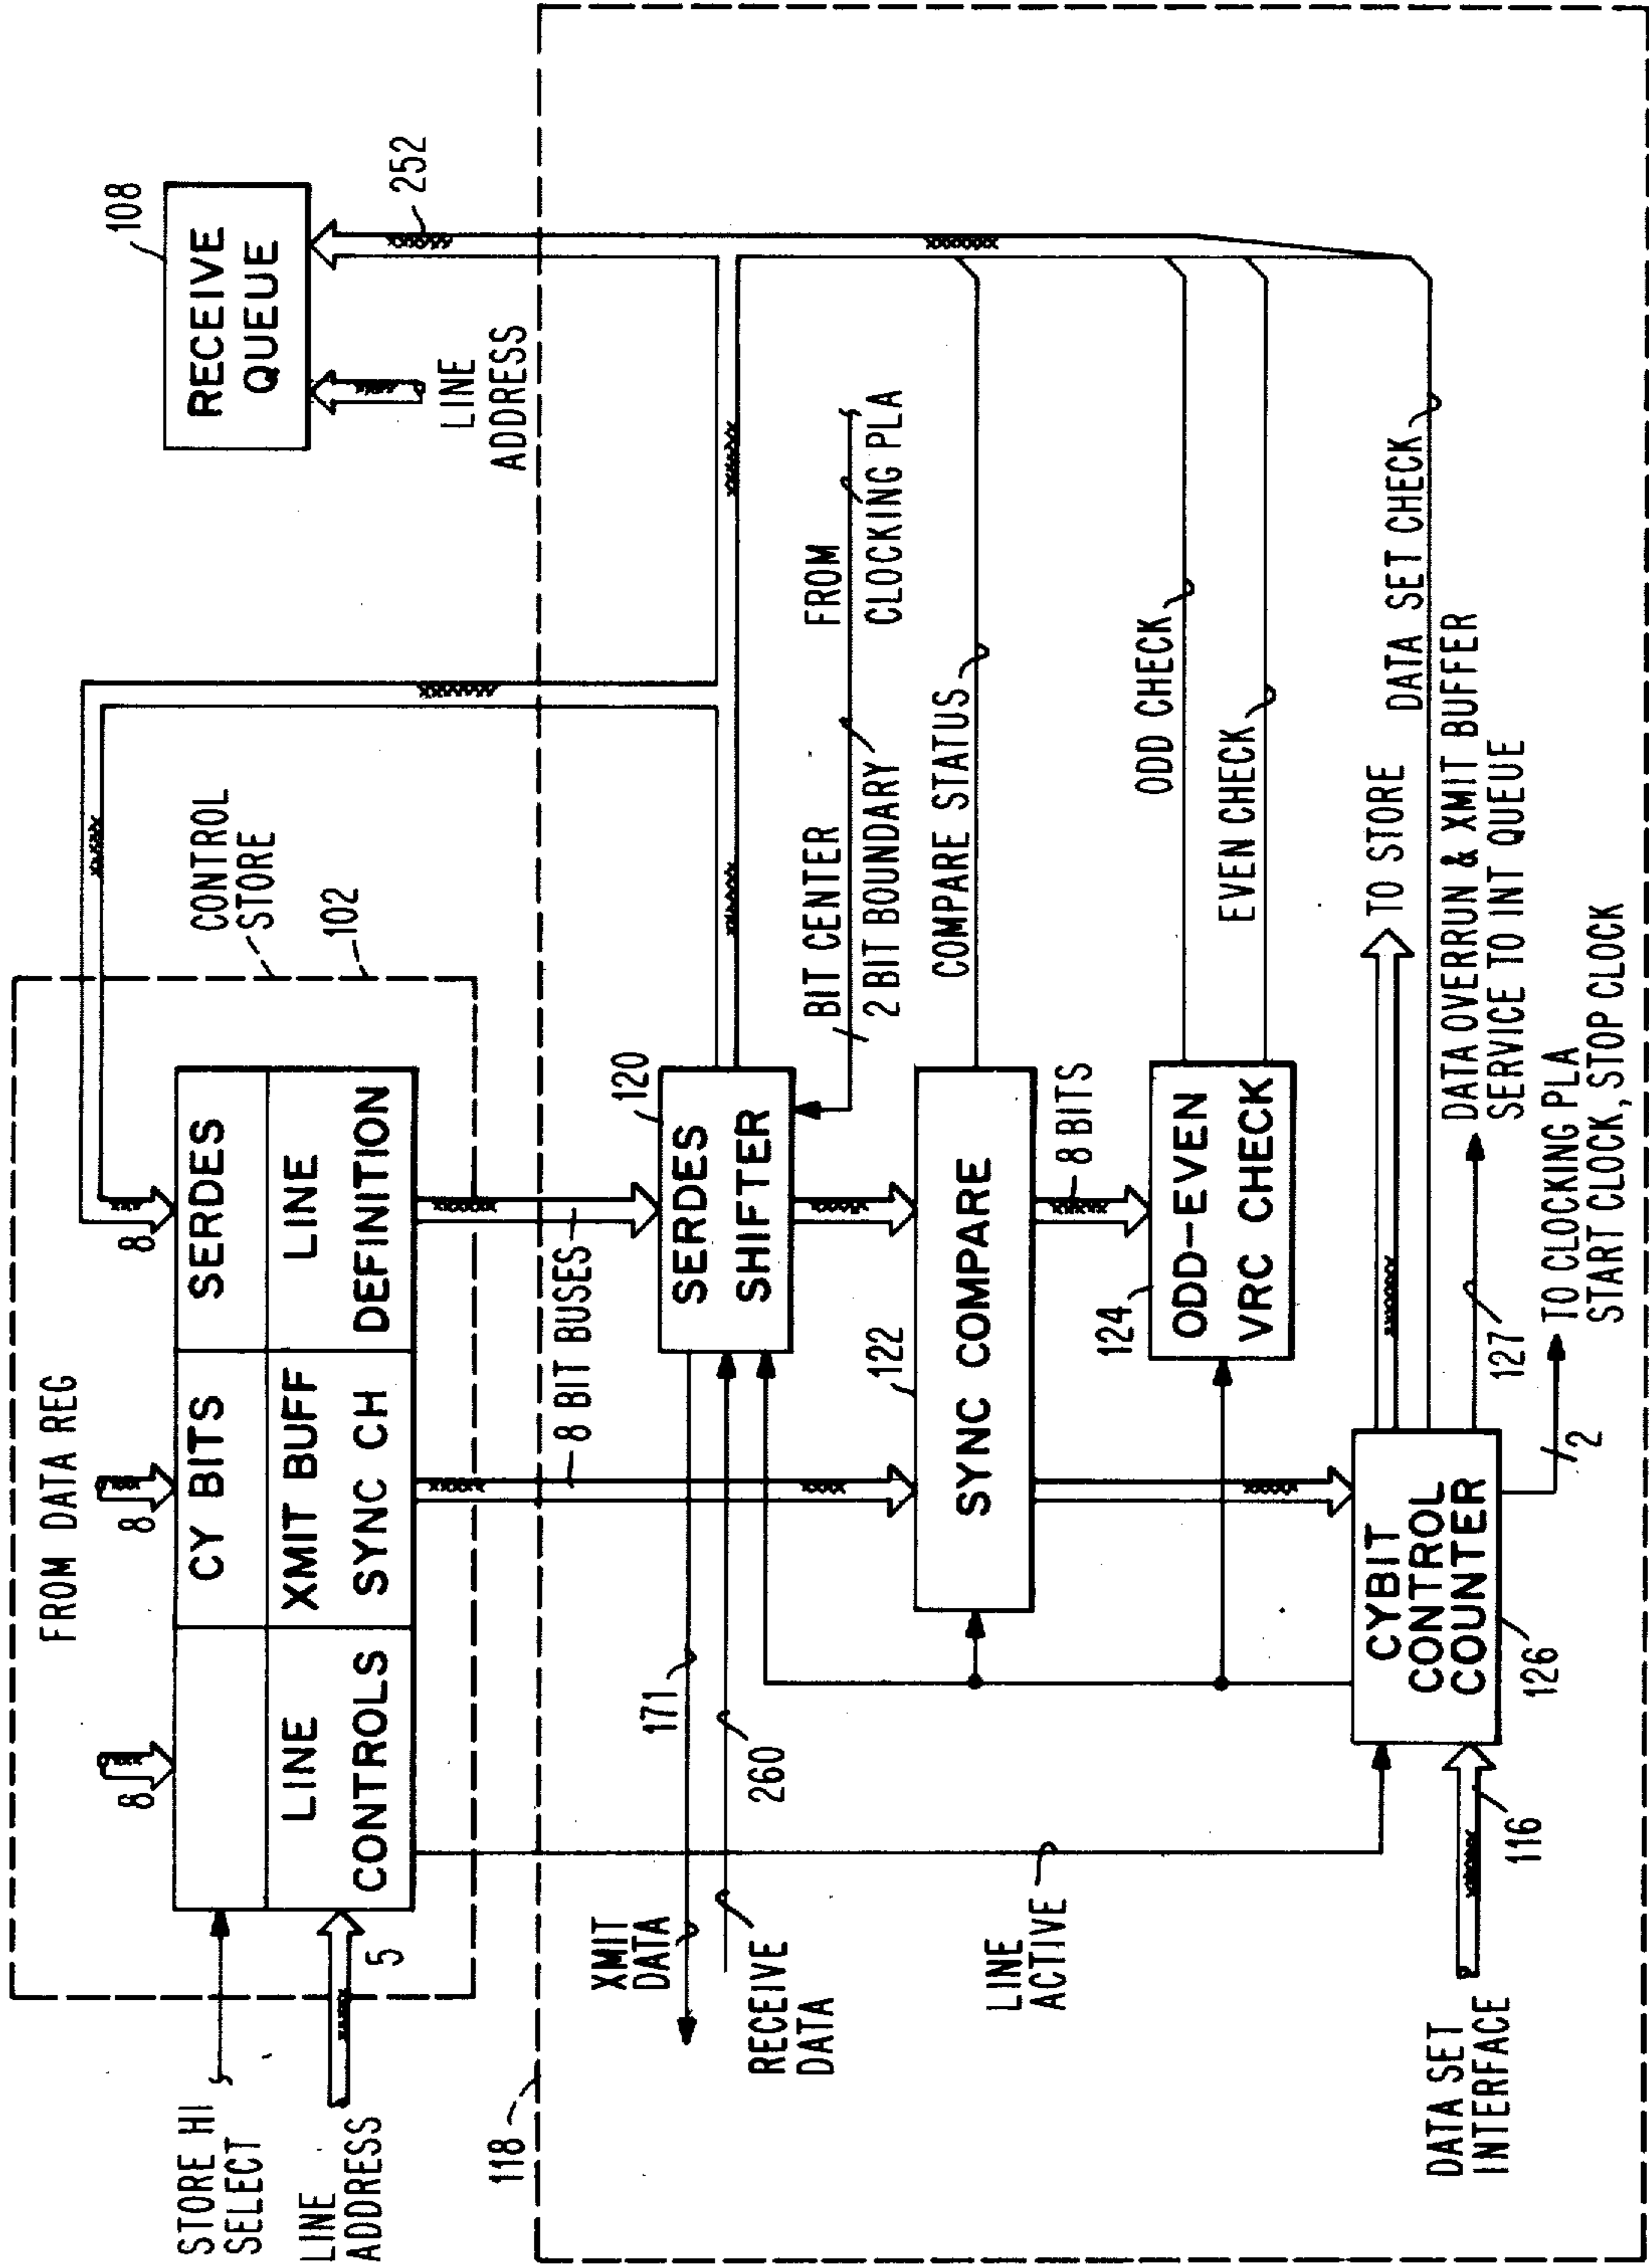 FROM DATA REG
CONTROL
STORE
102
8
8
8
CY BITS
SERDES
LINE
CONTROLS
XMIT BUFF
SYNC CH
LINE
DEFINITION
STORE HI
SELECT
LINE
ADDRESS
5
108
RECEIVE
QUEUE
LINE
ADDRESS
252
118
8 BIT BUSES
120
SERDES
SHIFTER
171
260
XMIT
DATA
RECEIVE
DATA
BIT CENTER
2 BIT BOUNDARY
FROM
CLOCKING PLA
122
SYNC COMPARE
COMPARE STATUS
8 BITS
124
ODD-EVEN
VRC CHECK
ODD CHECK
EVEN CHECK
LINE
ACTIVE
CYBIT
CONTROL
COUNTER
126
DATA SET
INTERFACE
116
TO STORE
DATA SET CHECK
DATA OVERRUN & XMIT BUFFER
SERVICE TO INT QUEUE
127
2
TO CLOCKING PLA
START CLOCK, STOP CLOCK